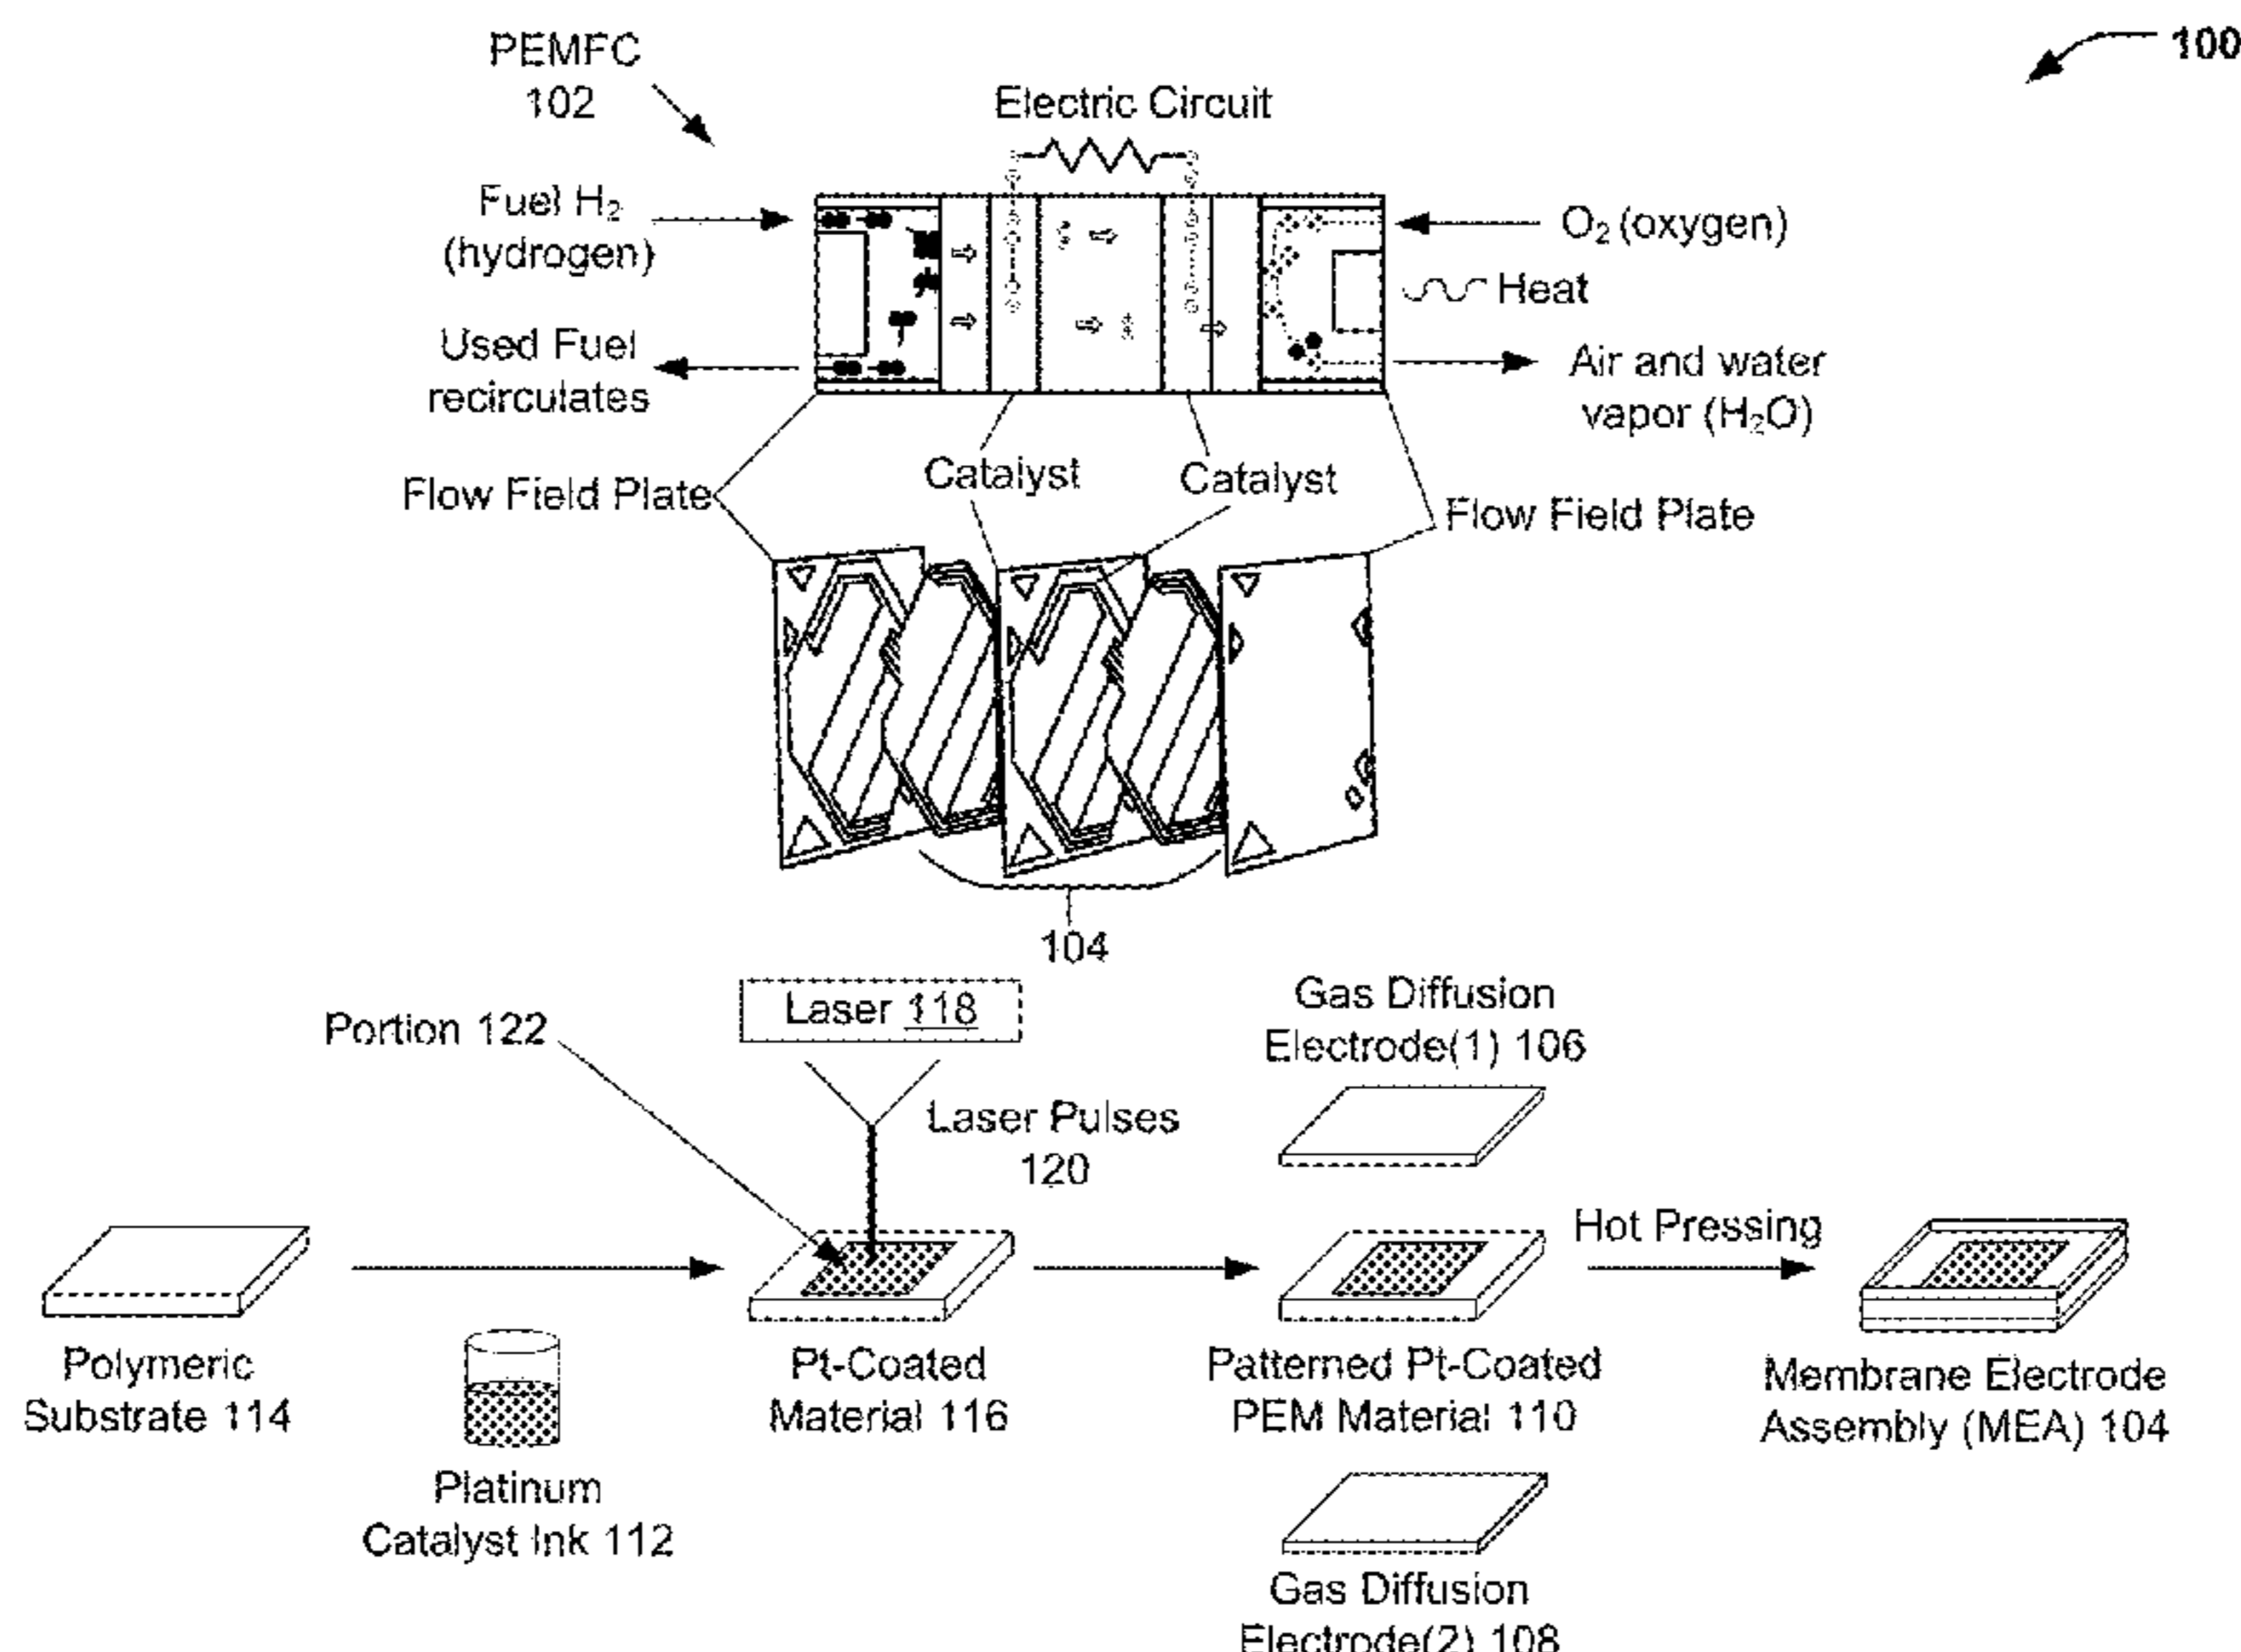 100
PEMFC
102
Electric Circuit
Fuel H₂
(hydrogen)
O₂ (oxygen)
Heat
Used Fuel
recirculates
Air and water
vapor (H₂O)
Flow Field Plate
Catalyst
Catalyst
Flow Field Plate
104
Portion 122
Laser 118
Gas Diffusion
Electrode(1) 106
Laser Pulses
120
Hot Pressing
Polymeric
Substrate 114
Pt-Coated
Material 116
Patterned Pt-Coated
PEM Material 110
Membrane Electrode
Assembly (MEA) 104
Platinum
Catalyst Ink 112
Gas Diffusion
Electrode(2) 108